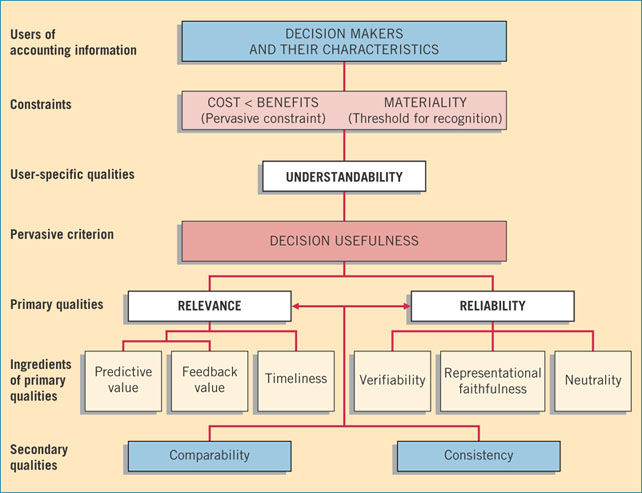 Users of
accounting information
DECISION MAKERS
AND THEIR CHARACTERISTICS
Constraints
COST < BENEFITS
(Pervasive constraint)
MATERIALITY
(Threshold for recognition)
User-specific qualities
UNDERSTANDABILITY
Pervasive criterion
DECISION USEFULNESS
Primary qualities
RELEVANCE
RELIABILITY
Ingredients
of primary
qualities
Predictive
value
Feedback
value
Timeliness
Verifiability
Representational
faithfulness
Neutrality
Secondary
qualities
Comparability
Consistency